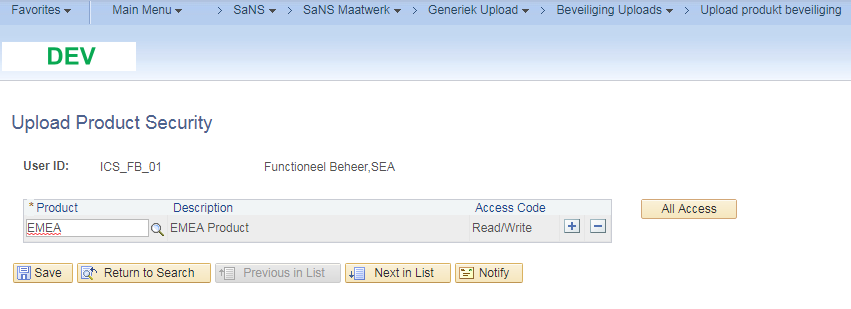 Favorites Main Menu SaNS SaNS Maatwerk Generiek Upload Beveiliging Uploads Upload produkt beveiliging
DEV
Upload Product Security
User ID: ICS_FB_01 Functioneel Beheer,SEA
*Product Description Access Code
EMEA EMEA Product Read/Write
All Access
Save Return to Search Previous in List Next in List Notify